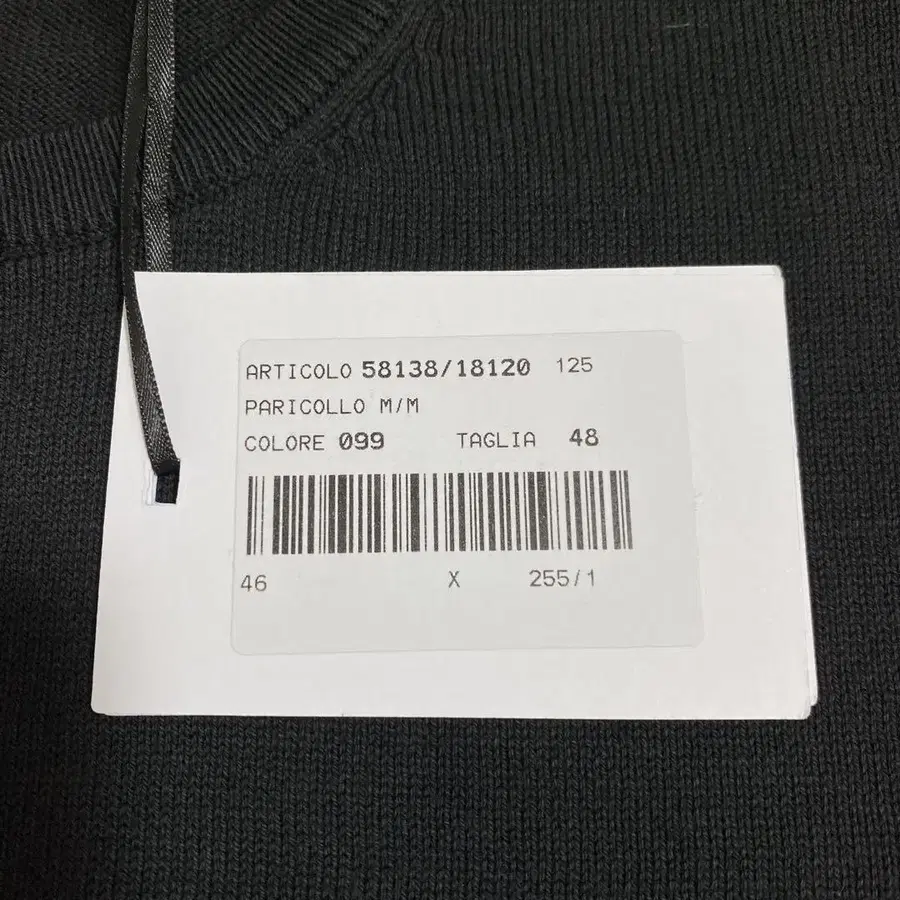 ARTICOLO 58138/18120 125
PARICOLLO M/M
COLORE 099 TAGLIA 48
46 X 255/1